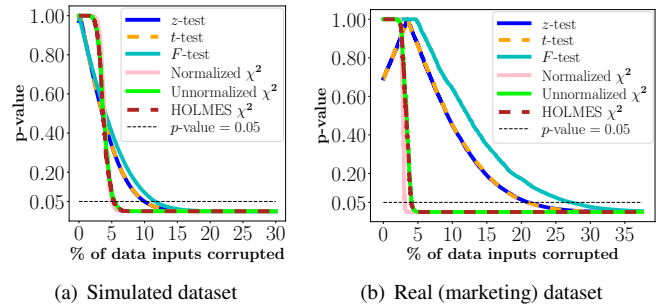 p-value
1.00
0.80
0.60
0.40
0.20
0.05
z-test
t-test
F-test
Normalized χ²
Unnormalized χ²
HOLMES χ²
p-value = 0.05
0 5 10 15 20 25 30
% of data inputs corrupted
(a) Simulated dataset
p-value
1.00
0.80
0.60
0.40
0.20
0.05
z-test
t-test
F-test
Normalized χ²
Unnormalized χ²
HOLMES χ²
p-value = 0.05
0 5 10 15 20 25 30 35
% of data inputs corrupted
(b) Real (marketing) dataset